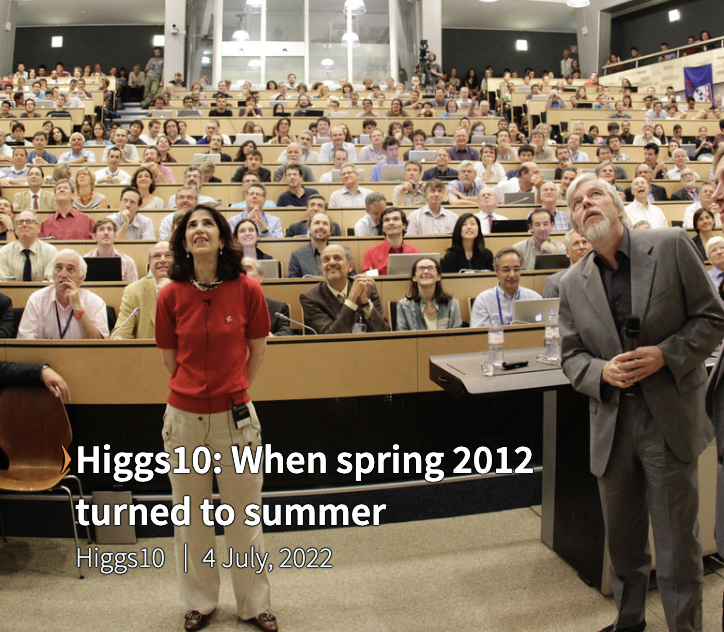 Higgs10: When spring 2012
turned to summer
Higgs10 | 4 July, 2022